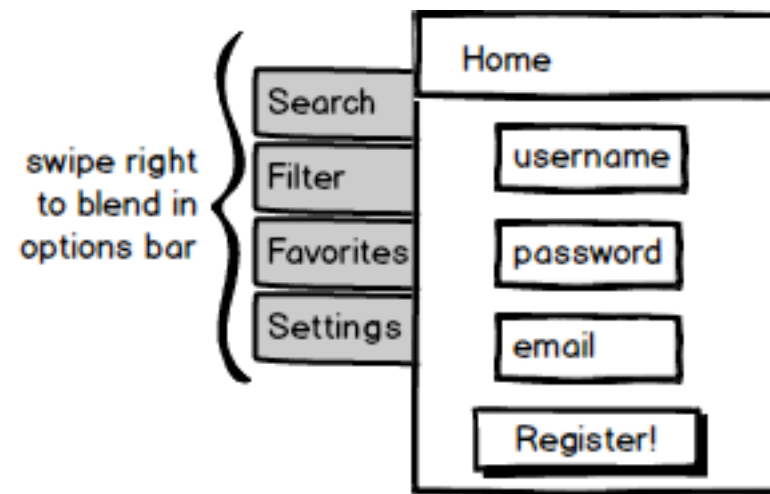 swipe right
to blend in
options bar
Search
Filter
Favorites
Settings
Home
username
password
email
Register!